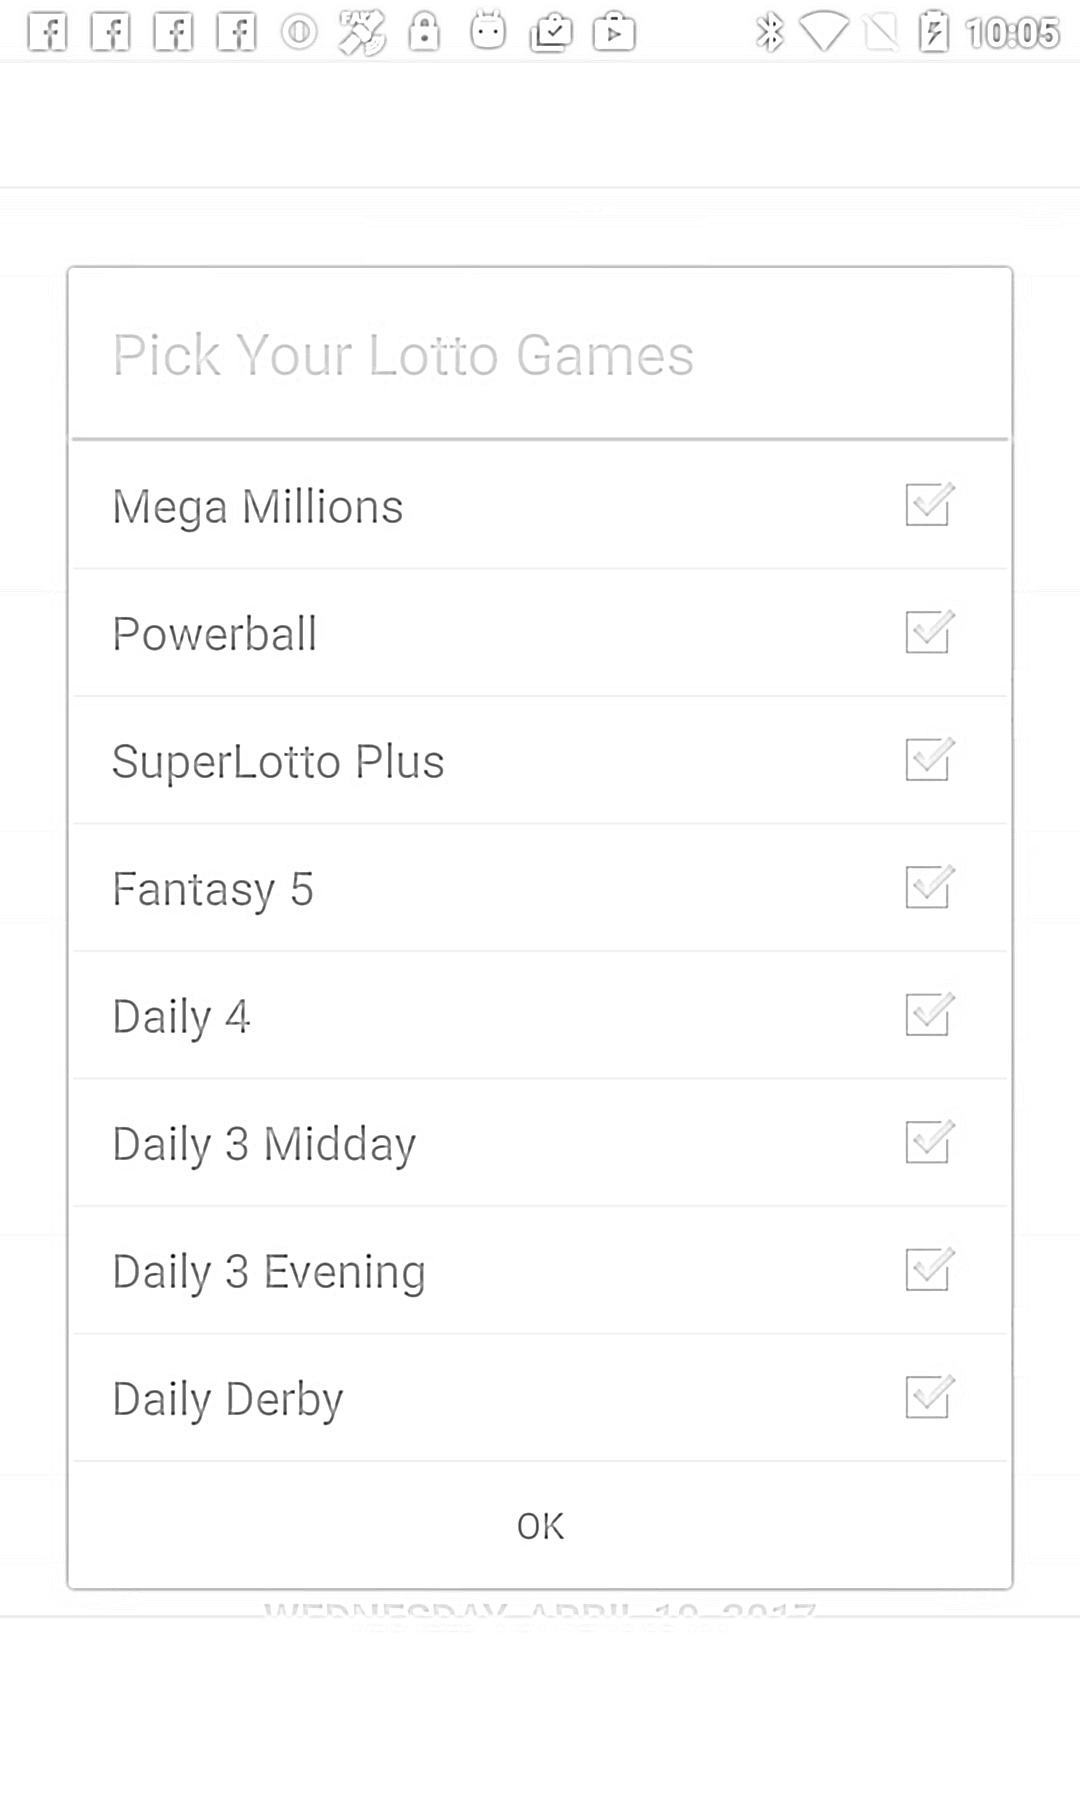 10:05
Pick Your Lotto Games
Mega Millions
Powerball
SuperLotto Plus
Fantasy 5
Daily 4
Daily 3 Midday
Daily 3 Evening
Daily Derby
OK
WEDNESDAY, APRIL 19, 2017